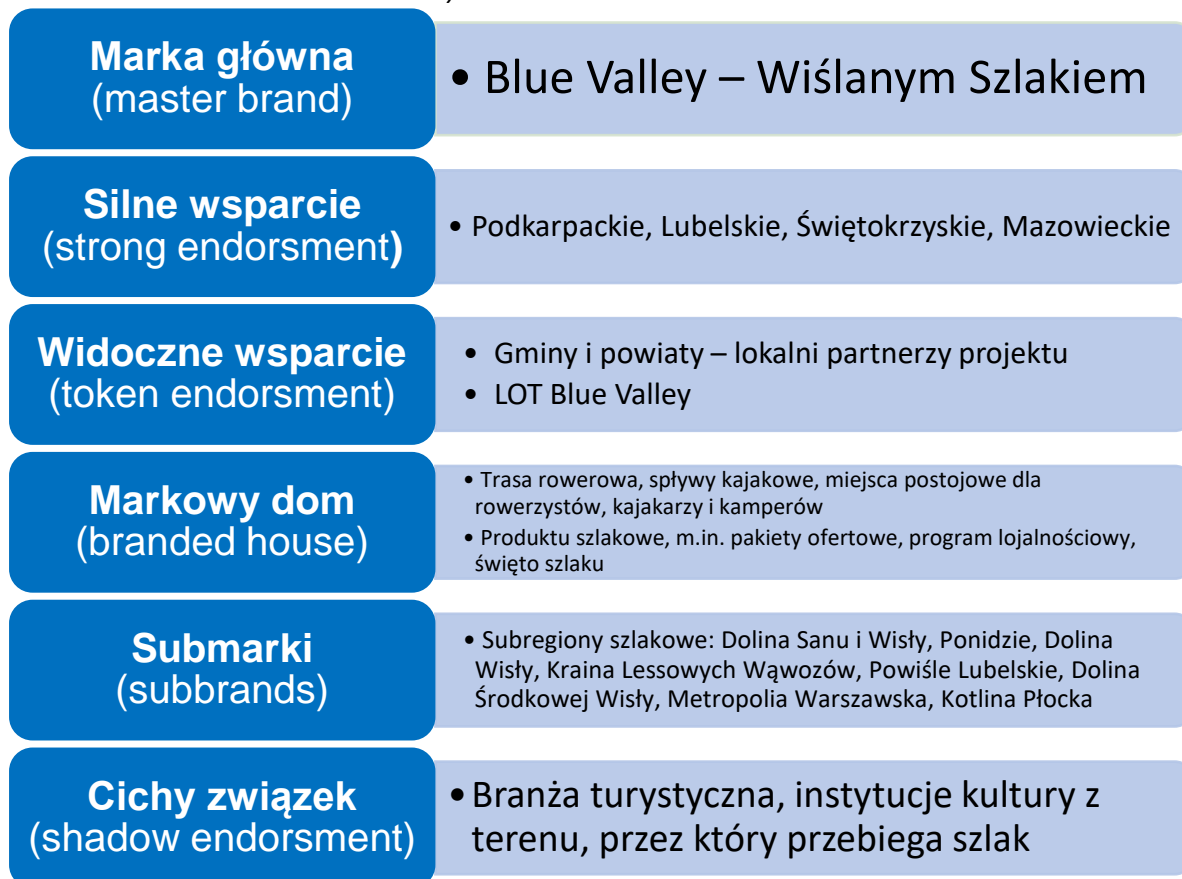 Marka główna
(master brand)
• Blue Valley – Wiślanym Szlakiem
Silne wsparcie
(strong endorsment)
• Podkarpackie, Lubelskie, Świętokrzyskie, Mazowieckie
Widoczne wsparcie
(token endorsment)
• Gminy i powiaty – lokalni partnerzy projektu
• LOT Blue Valley
Markowy dom
(branded house)
• Trasa rowerowa, spływy kajakowe, miejsca postojowe dla
rowerzystów, kajakarzy i kamperów
• Produktu szlakowe, m.in. pakiety ofertowe, program lojalnościowy,
święto szlaku
Submarki
(subbrands)
• Subregiony szlakowe: Dolina Sanu i Wisły, Ponidzie, Dolina
Wisły, Kraina Lessowych Wąwozów, Powiśle Lubelskie, Dolina
Środkowej Wisły, Metropolia Warszawska, Kotlina Płocka
Cichy związek
(shadow endorsment)
• Branża turystyczna, instytucje kultury z
terenu, przez który przebiega szlak